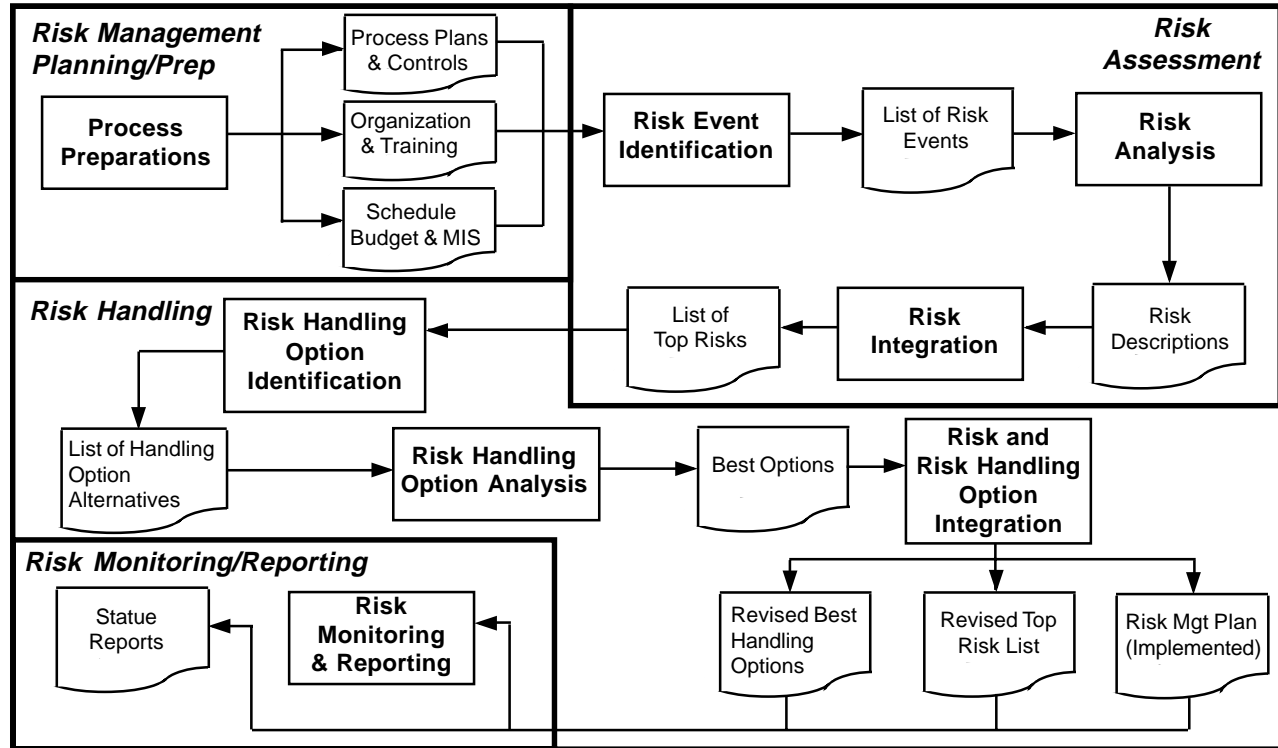 Risk Management
Planning/Prep
Process
Preparations
Process Plans
& Controls
Organization
& Training
Schedule
Budget & MIS
Risk
Assessment
Risk Event
Identification
List of Risk
Events
Risk
Analysis
Risk
Descriptions
Risk
Integration
List of
Top Risks
Risk Handling
Risk Handling
Option
Identification
List of Handling
Option
Alternatives
Risk Handling
Option Analysis
Best Options
Risk and
Risk Handling
Option
Integration
Revised Best
Handling
Options
Revised Top
Risk List
Risk Mgt Plan
(Implemented)
Risk Monitoring/Reporting
Statue
Reports
Risk
Monitoring
& Reporting